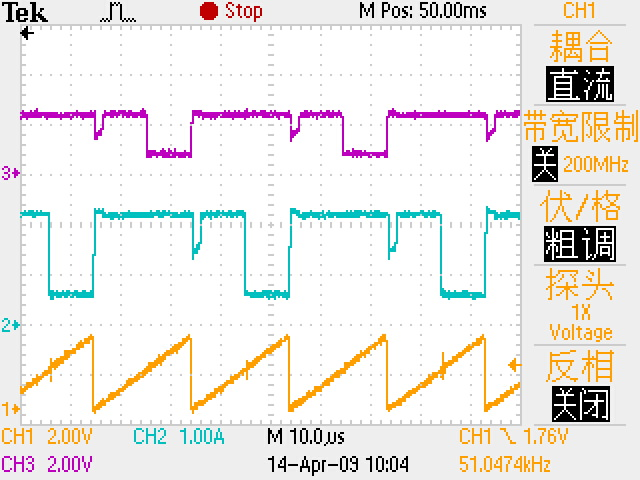 Tek Stop M Pos: 50.00ms CH1
耦合
直流
带宽限制
关 200MHz
伏/格
粗调
探头
1X
Voltage
反相
关闭
3
2
1
CH1 2.00V CH2 1.00A M 10.0µs CH1 1.76V
CH3 2.00V 14-Apr-09 10:04 51.0474kHz